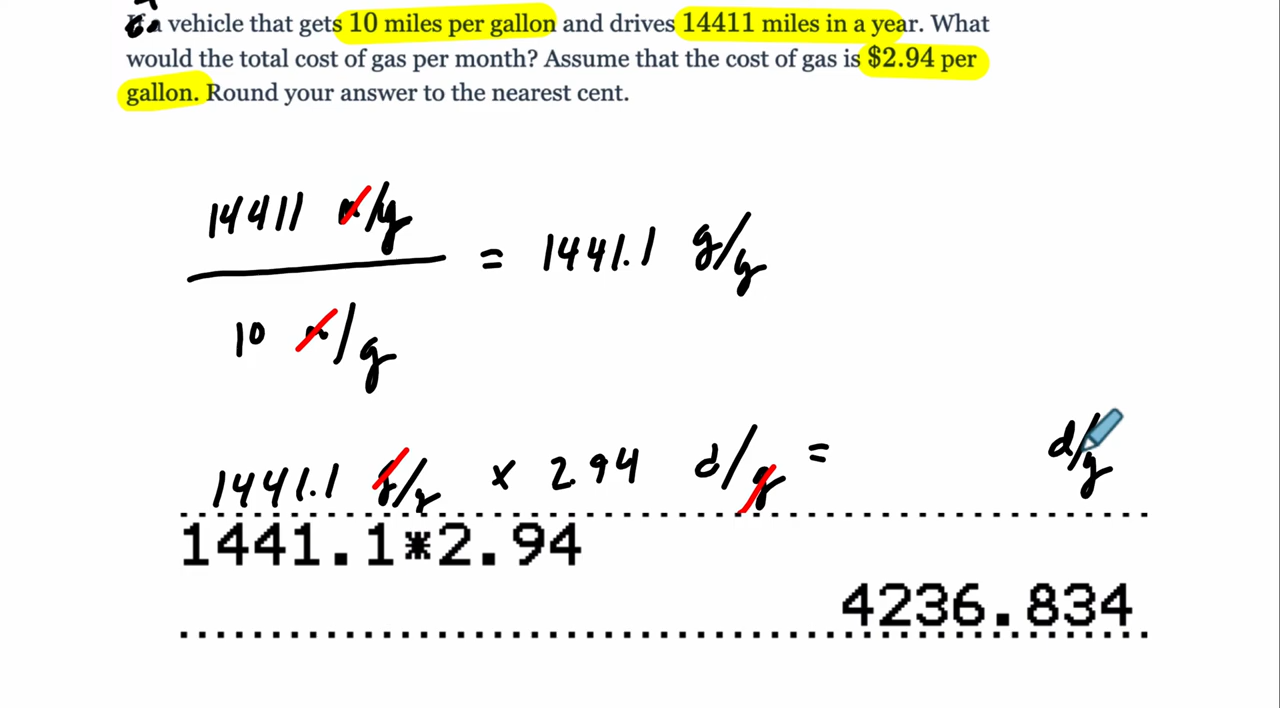 a vehicle that gets 10 miles per gallon and drives 14411 miles in a year. What
would the total cost of gas per month? Assume that the cost of gas is $2.94 per
gallon. Round your answer to the nearest cent.
14411 m/y
= 1441.1 g/y
10 m/g
1441.1 g/y x 2.94 d/g = d/y
1441.1*2.94
4236.834